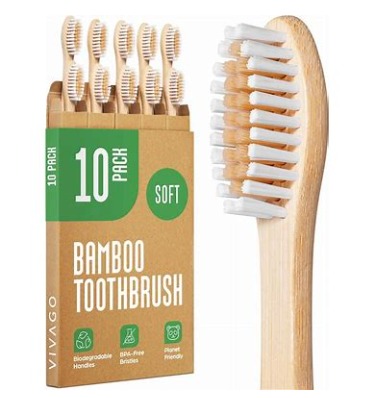 10 PACK
10
PACK
SOFT
BAMBOO
TOOTHBRUSH
VIVAGO
Biodegradable
Handles
BPA-Free
Bristles
Planet
Friendly